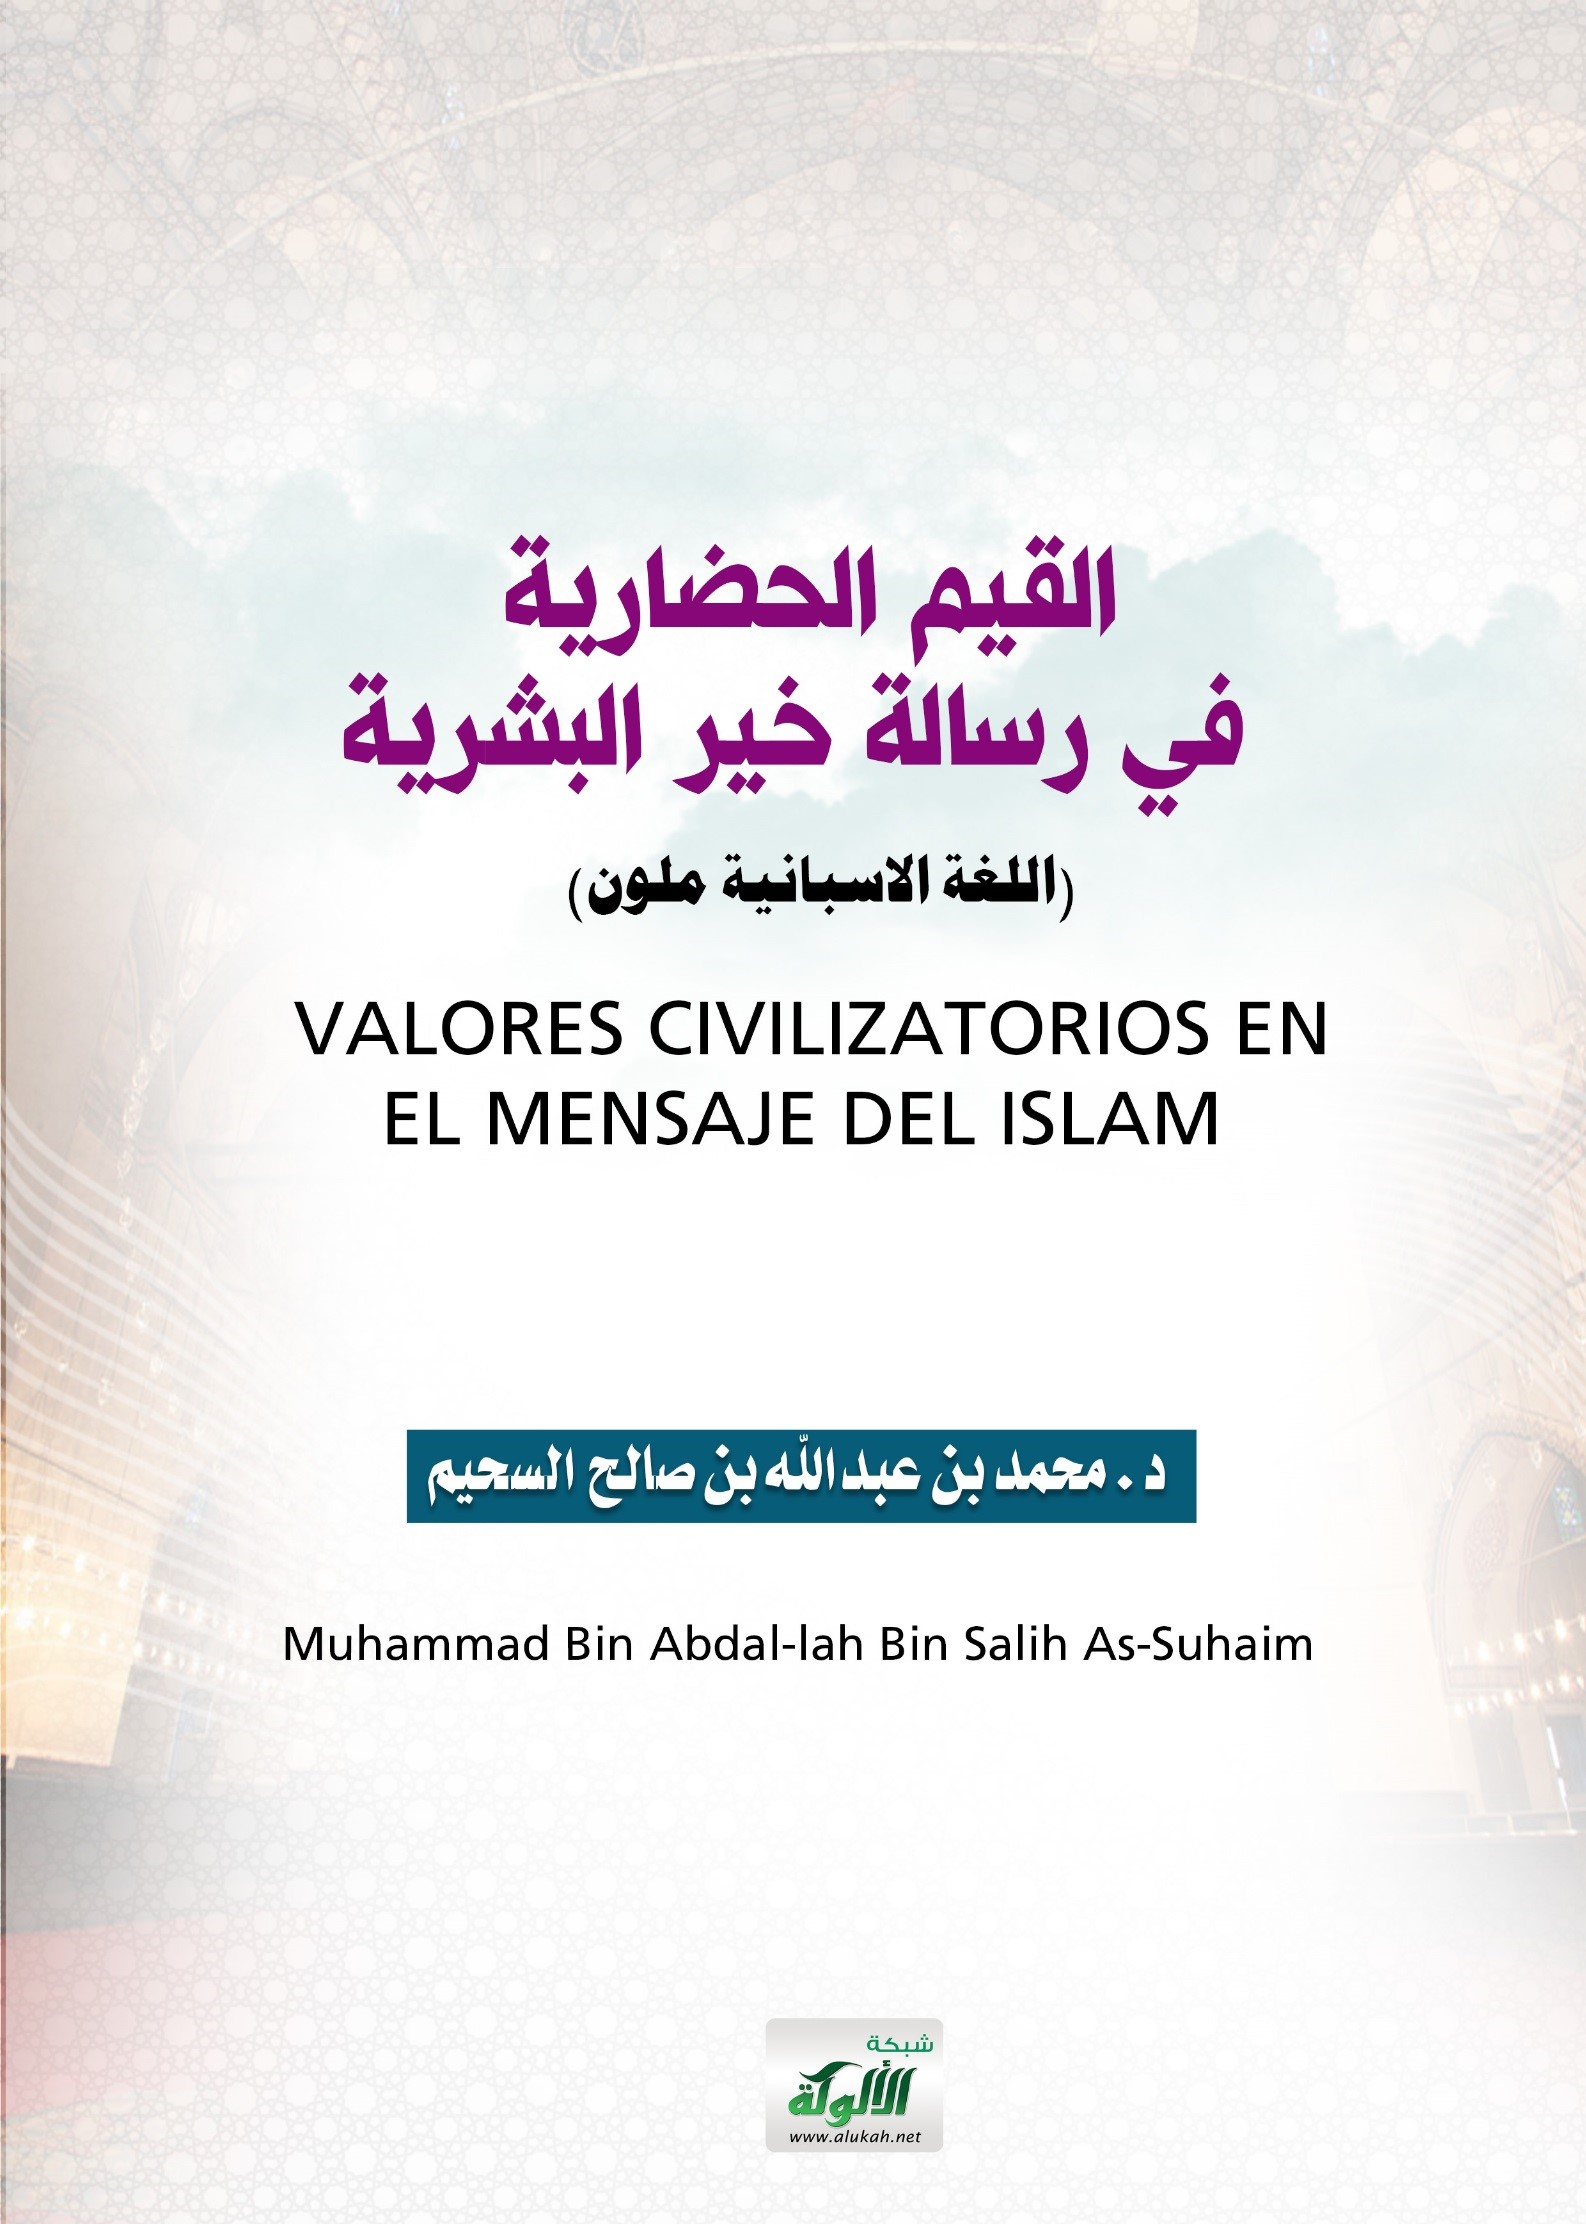 القيم الحضارية
في رسالة خير البشرية
(اللغة الاسبانية ملون)
VALORES CIVILIZATORIOS EN
EL MENSAJE DEL ISLAM
د. محمد بن عبدالله بن صالح السحيم
Muhammad Bin Abdal-lah Bin Salih As-Suhaim
شبكة
الألوكة
www.alukah.net